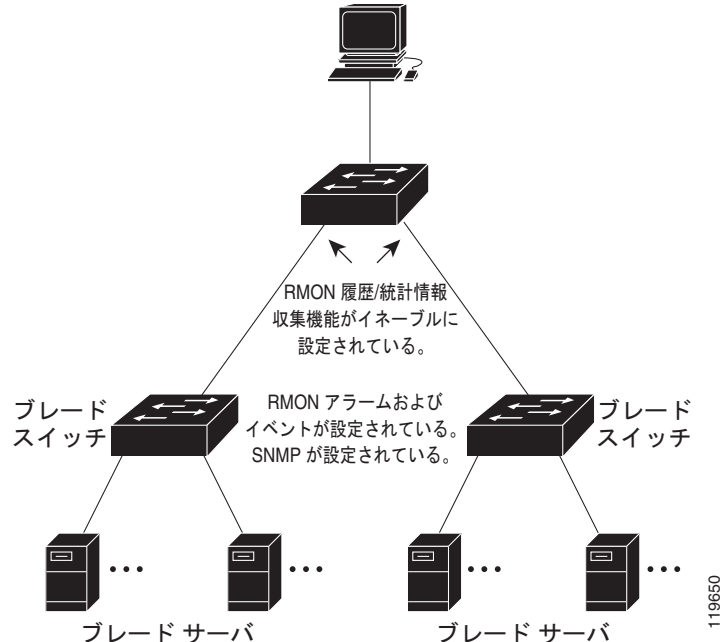 RMON 履歴/統計情報
収集機能がイネーブルに
設定されている。
ブレード
スイッチ
RMON アラームおよび
イベントが設定されている。
SNMP が設定されている。
ブレード
スイッチ
ブレード サーバ
ブレード サーバ
119650